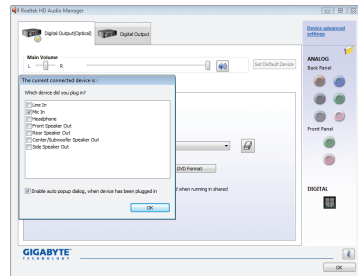 Realtek HD Audio Manager
Digital Output(Optical)
Digital Output
Device advanced
settings
Main Volume
L
R
Set Default Device
ANALOG
Back Panel
The current connected device is :
Which device did you plug in?
Line In
Mic In
Headphone
Front Speaker Out
Rear Speaker Out
Center/Subwoofer Speaker Out
Side Speaker Out
Front Panel
DVD Format
Enable auto popup dialog, when device has been plugged in
d when running in shared
DIGITAL
OK
GIGABYTE
TECHNOLOGY
OK